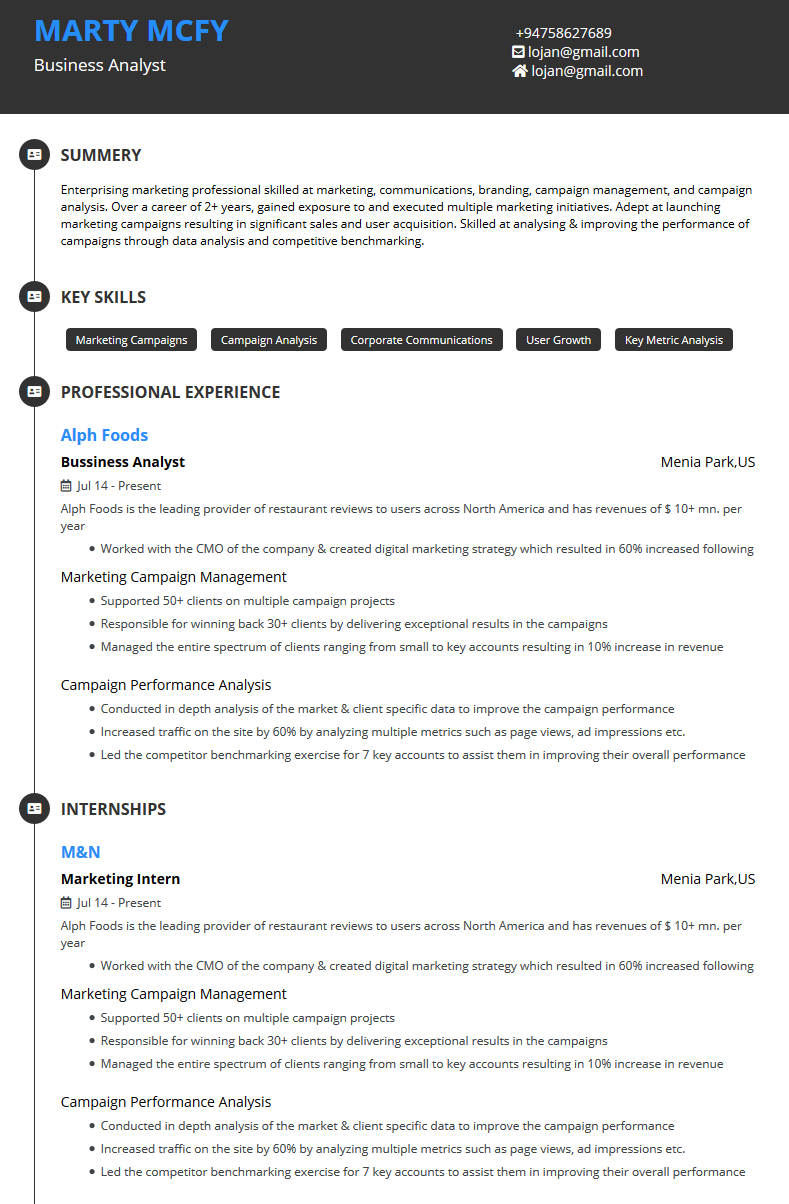 MARTY MCFY
Business Analyst
+94758627689
lojan@gmail.com
lojan@gmail.com
SUMMERY
Enterprising marketing professional skilled at marketing, communications, branding, campaign management, and campaign
analysis. Over a career of 2+ years, gained exposure to and executed multiple marketing initiatives. Adept at launching
marketing campaigns resulting in significant sales and user acquisition. Skilled at analysing & improving the performance of
campaigns through data analysis and competitive benchmarking.
KEY SKILLS
Marketing Campaigns Campaign Analysis Corporate Communications User Growth Key Metric Analysis
PROFESSIONAL EXPERIENCE
Alph Foods
Bussiness Analyst Menia Park,US
Jul 14 - Present
Alph Foods is the leading provider of restaurant reviews to users across North America and has revenues of $ 10+ mn. per
year
• Worked with the CMO of the company & created digital marketing strategy which resulted in 60% increased following
Marketing Campaign Management
• Supported 50+ clients on multiple campaign projects
• Responsible for winning back 30+ clients by delivering exceptional results in the campaigns
• Managed the entire spectrum of clients ranging from small to key accounts resulting in 10% increase in revenue
Campaign Performance Analysis
• Conducted in depth analysis of the market & client specific data to improve the campaign performance
• Increased traffic on the site by 60% by analyzing multiple metrics such as page views, ad impressions etc.
• Led the competitor benchmarking exercise for 7 key accounts to assist them in improving their overall performance
INTERNSHIPS
M&N
Marketing Intern Menia Park,US
Jul 14 - Present
Alph Foods is the leading provider of restaurant reviews to users across North America and has revenues of $ 10+ mn. per
year
• Worked with the CMO of the company & created digital marketing strategy which resulted in 60% increased following
Marketing Campaign Management
• Supported 50+ clients on multiple campaign projects
• Responsible for winning back 30+ clients by delivering exceptional results in the campaigns
• Managed the entire spectrum of clients ranging from small to key accounts resulting in 10% increase in revenue
Campaign Performance Analysis
• Conducted in depth analysis of the market & client specific data to improve the campaign performance
• Increased traffic on the site by 60% by analyzing multiple metrics such as page views, ad impressions etc.
• Led the competitor benchmarking exercise for 7 key accounts to assist them in improving their overall performance